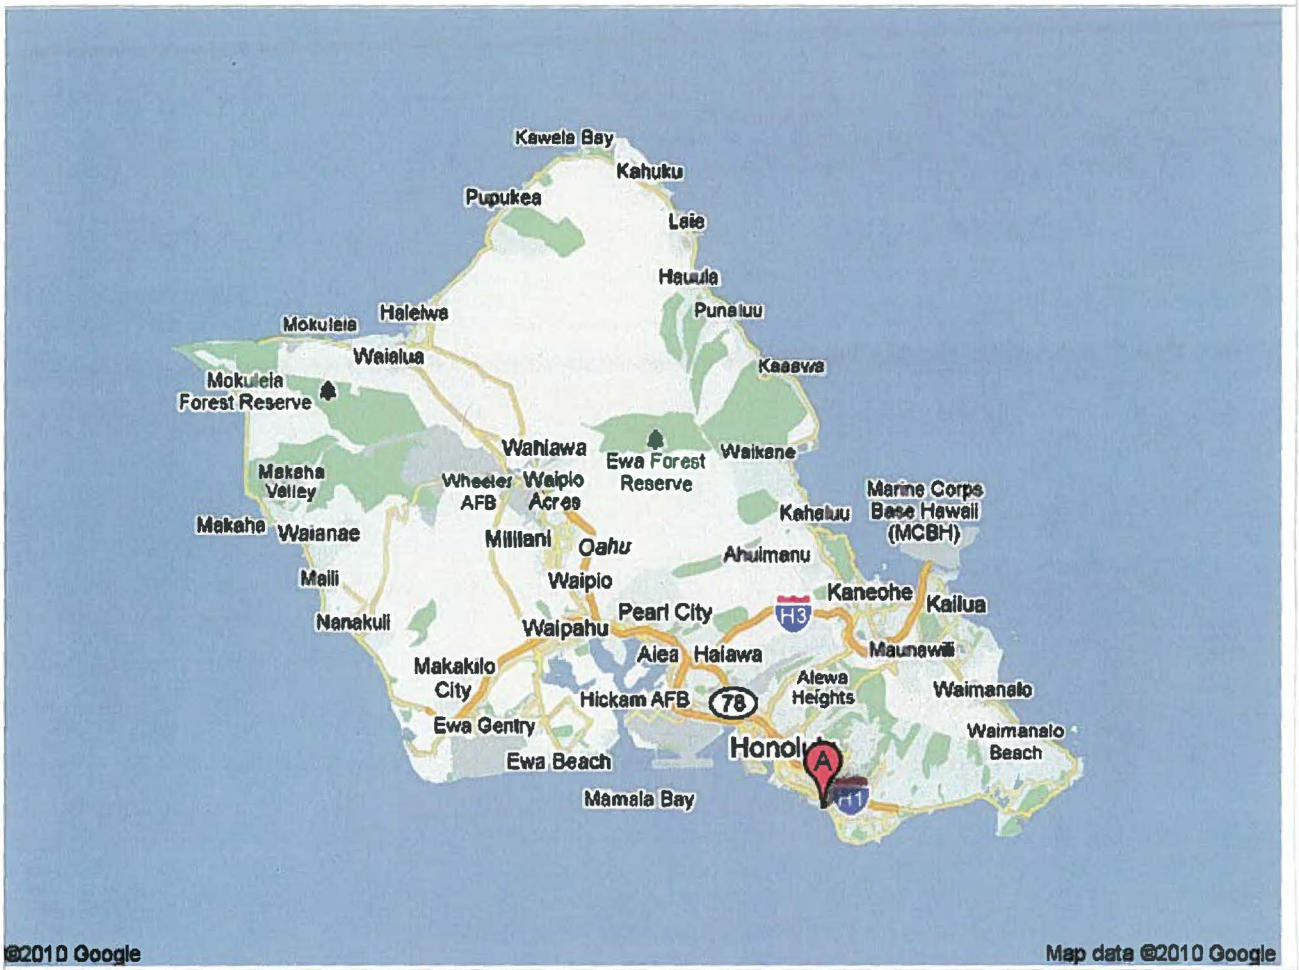 Kawela Bay
Kahuku
Pupukea
Laie
Hauula
Punaluu
Haleiwa
Mokuleia
Waialua
Kaaawa
Mokuleia
Forest Reserve
Wahiawa
Waikane
Ewa Forest
Reserve
Makaha
Valley
Wheeler
AFB
Waipio
Acres
Marine Corps
Base Hawaii
(MCBH)
Kahaluu
Makaha
Waianae
Mililani
Oahu
Ahuimanu
Maili
Waipio
Kaneohe
Kailua
Pearl City
H3
Nanakuli
Waipahu
Aiea
Halawa
Maunawili
Makakilo
City
Alewa
Heights
Waimanalo
Hickam AFB
78
Ewa Gentry
Waimanalo
Beach
Honolu
A
Ewa Beach
Mamala Bay
H1
©2010 Google
Map data ©2010 Google